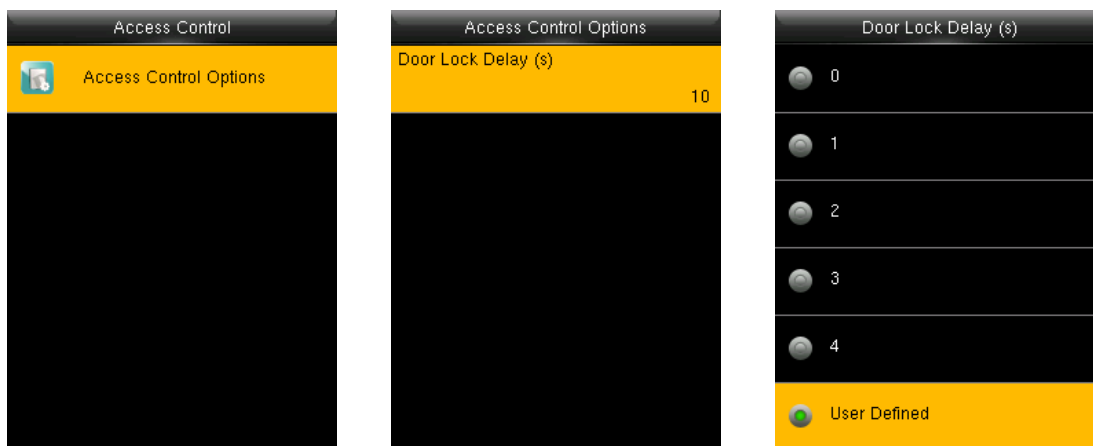 Access Control
Access Control Options
Access Control Options
Door Lock Delay (s)
10
Door Lock Delay (s)
0
1
2
3
4
User Defined